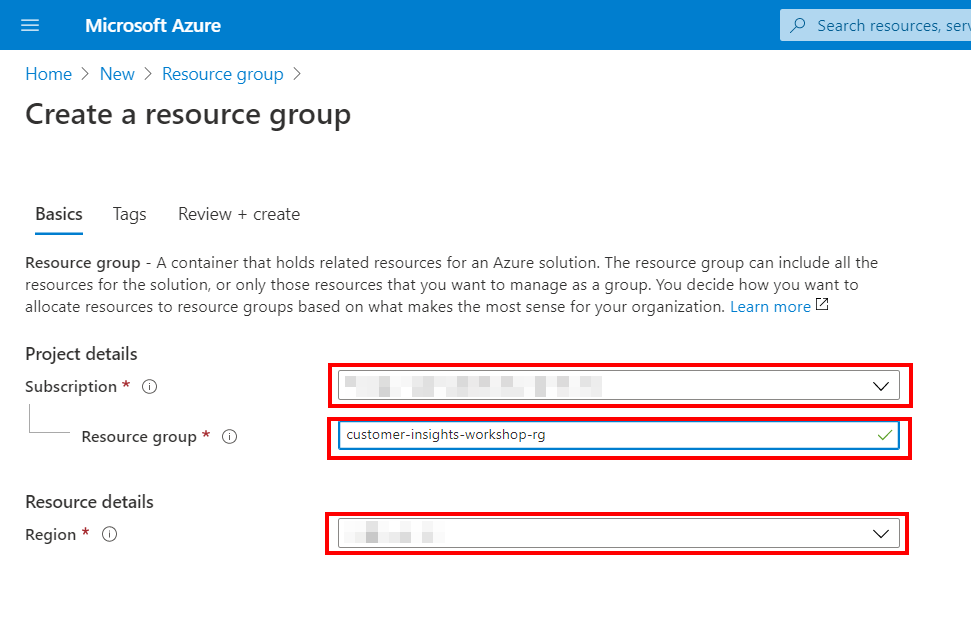 Microsoft Azure
Search resources, serv
Home > New > Resource group >
Create a resource group
Basics Tags Review + create
Resource group - A container that holds related resources for an Azure solution. The resource group can include all the
resources for the solution, or only those resources that you want to manage as a group. You decide how you want to
allocate resources to resource groups based on what makes the most sense for your organization. Learn more
Project details
Subscription *
Resource group *
customer-insights-workshop-rg
Resource details
Region *